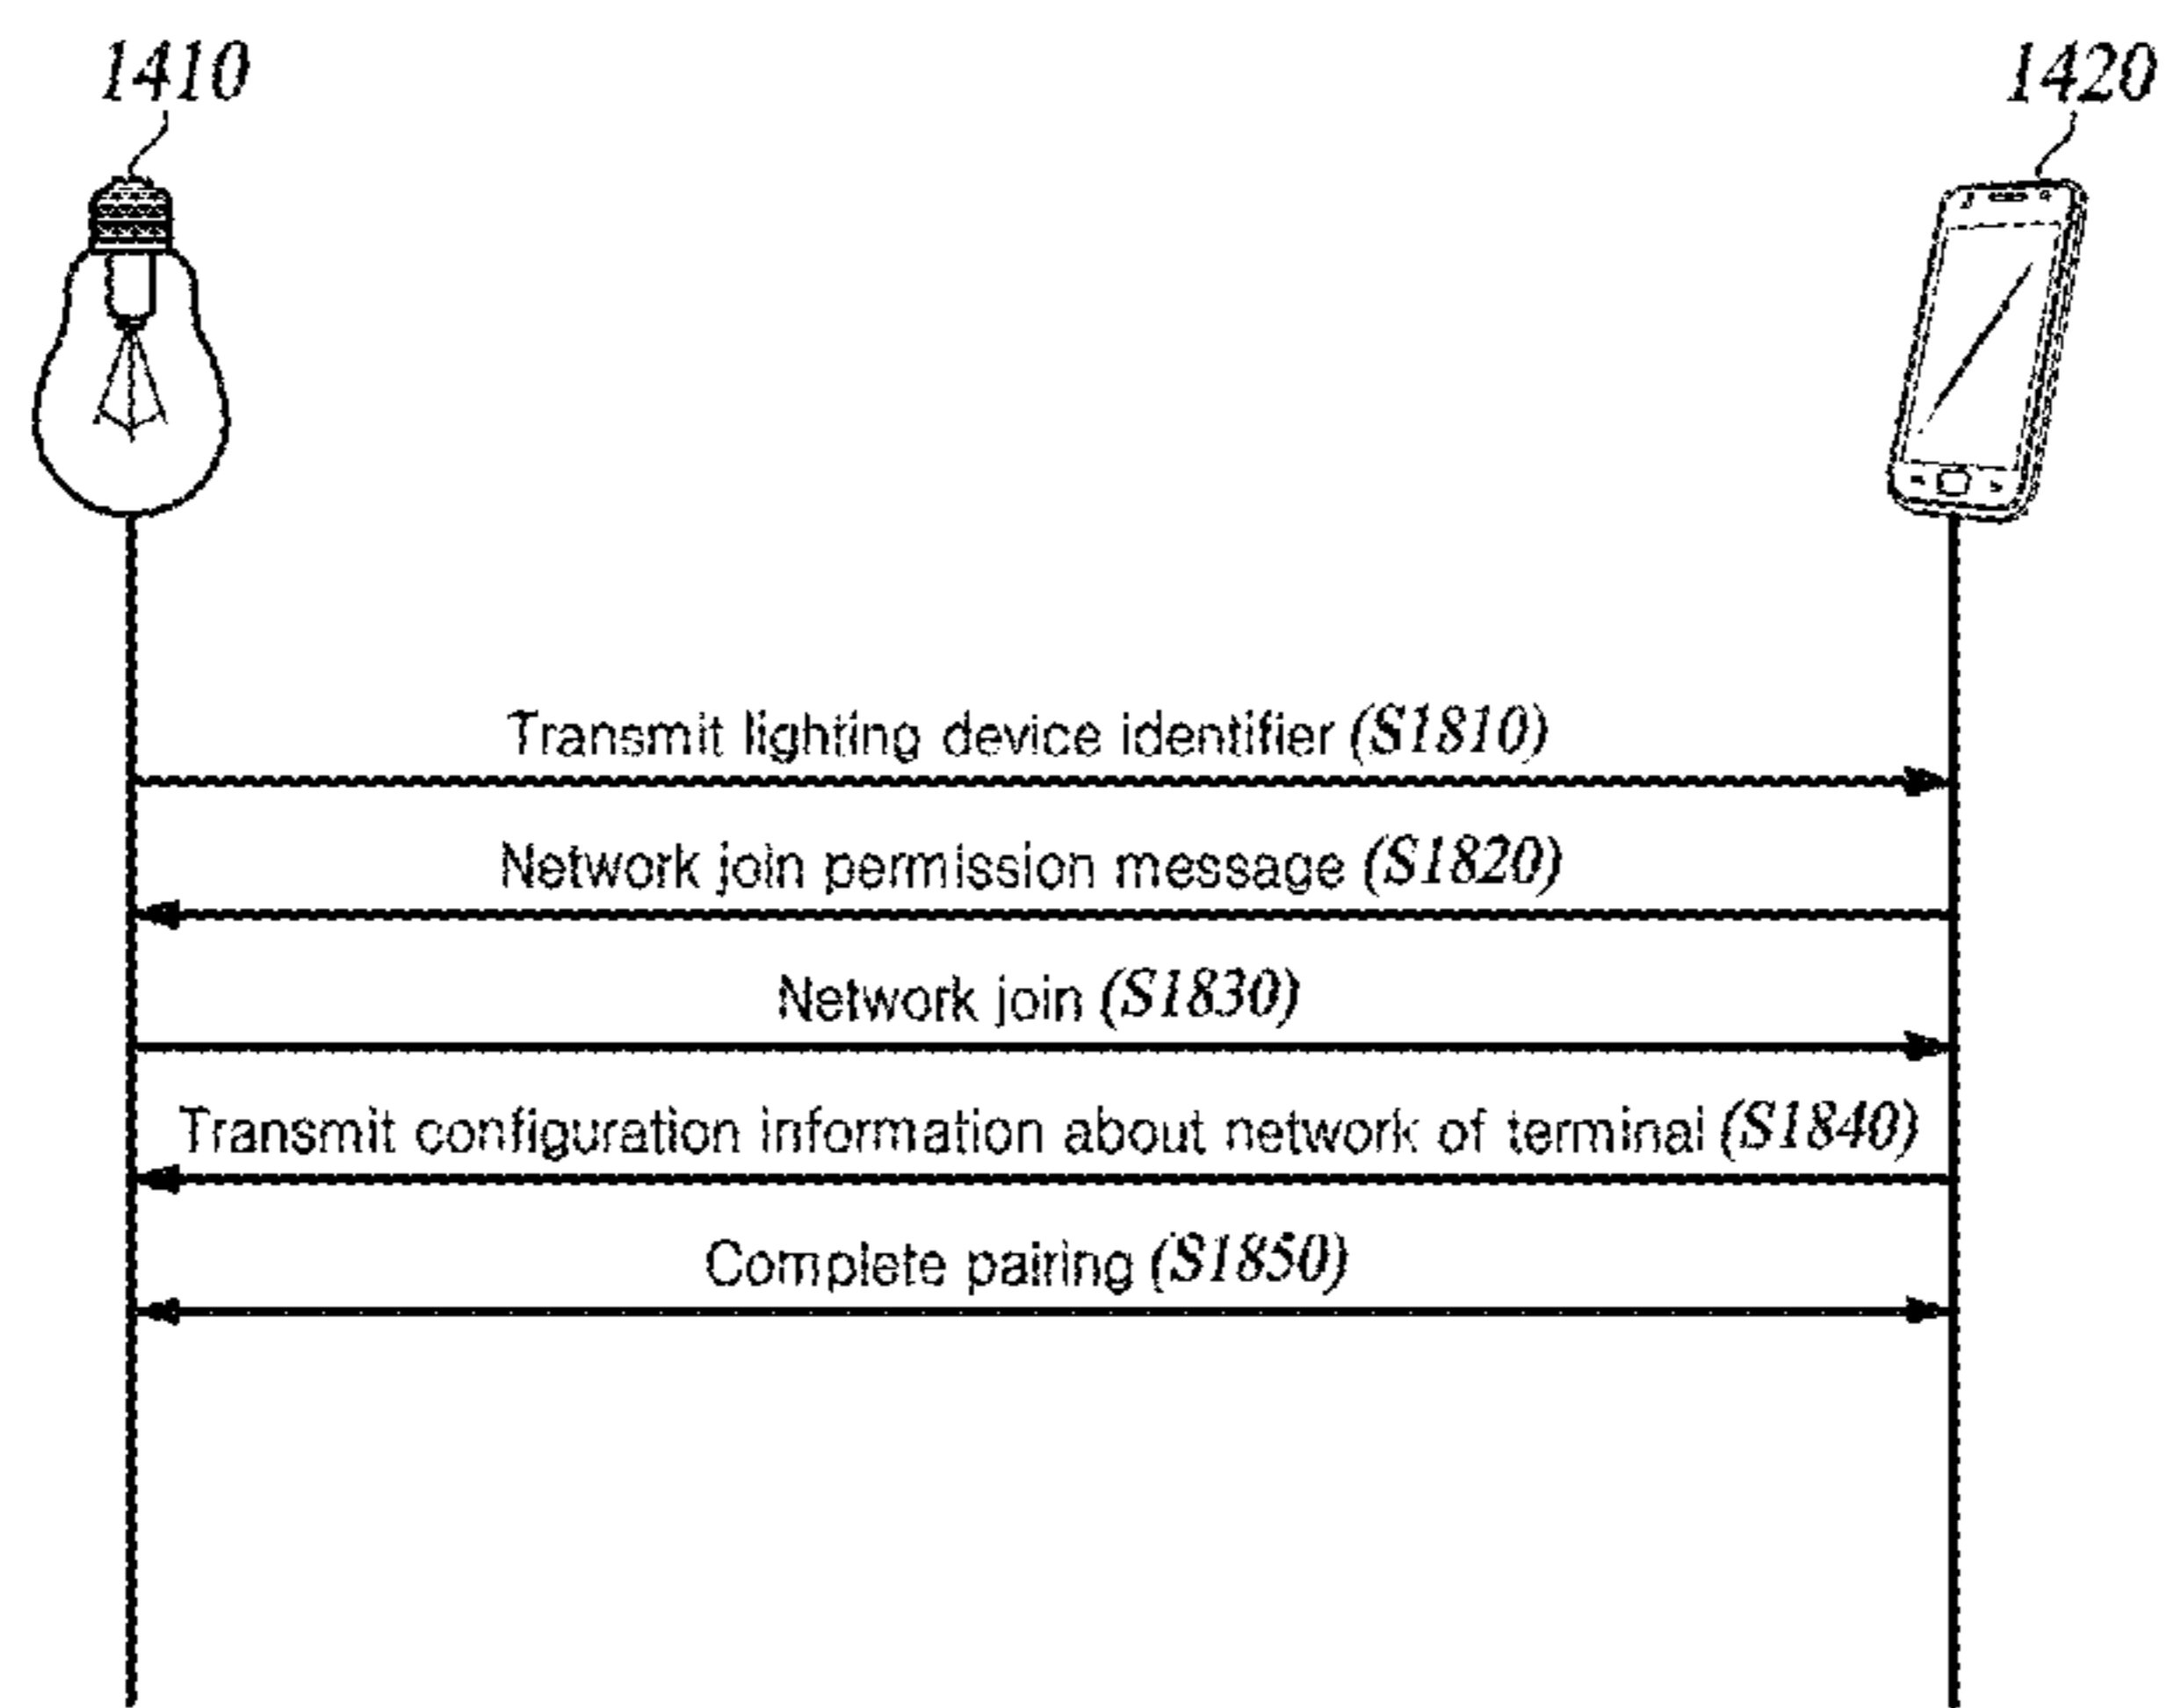 1410
1420
Transmit lighting device identifier (S1810)
Network join permission message (S1820)
Network join (S1830)
Transmit configuration information about network of terminal (S1840)
Complete pairing (S1850)